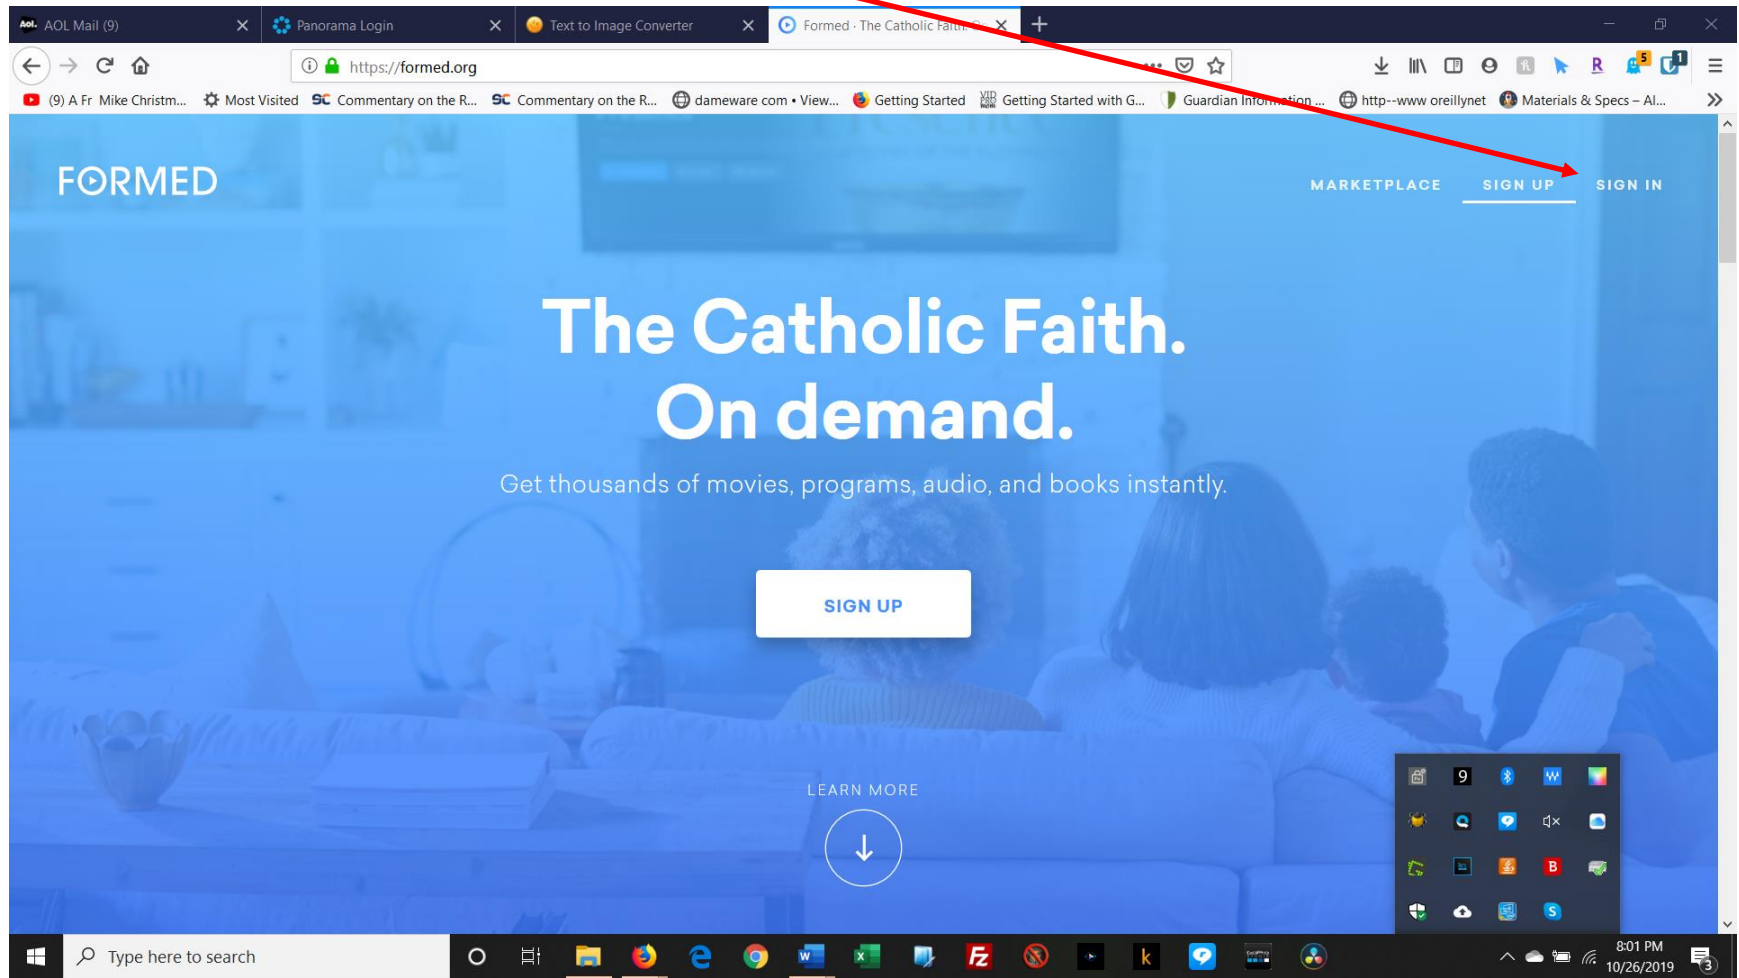 AOL Mail (9)
Panorama Login
Text to Image Converter
Formed · The Catholic Faith.
https://formed.org
(9) A Fr Mike Christm...
Most Visited
Commentary on the R...
Commentary on the R...
dameware com • View...
Getting Started
Getting Started with G...
Guardian Information ...
http--www oreillynet
Materials & Specs – Al...
FORMED
MARKETPLACE
SIGN UP
SIGN IN
The Catholic Faith.
On demand.
Get thousands of movies, programs, audio, and books instantly.
SIGN UP
LEARN MORE
Type here to search
8:01 PM
10/26/2019